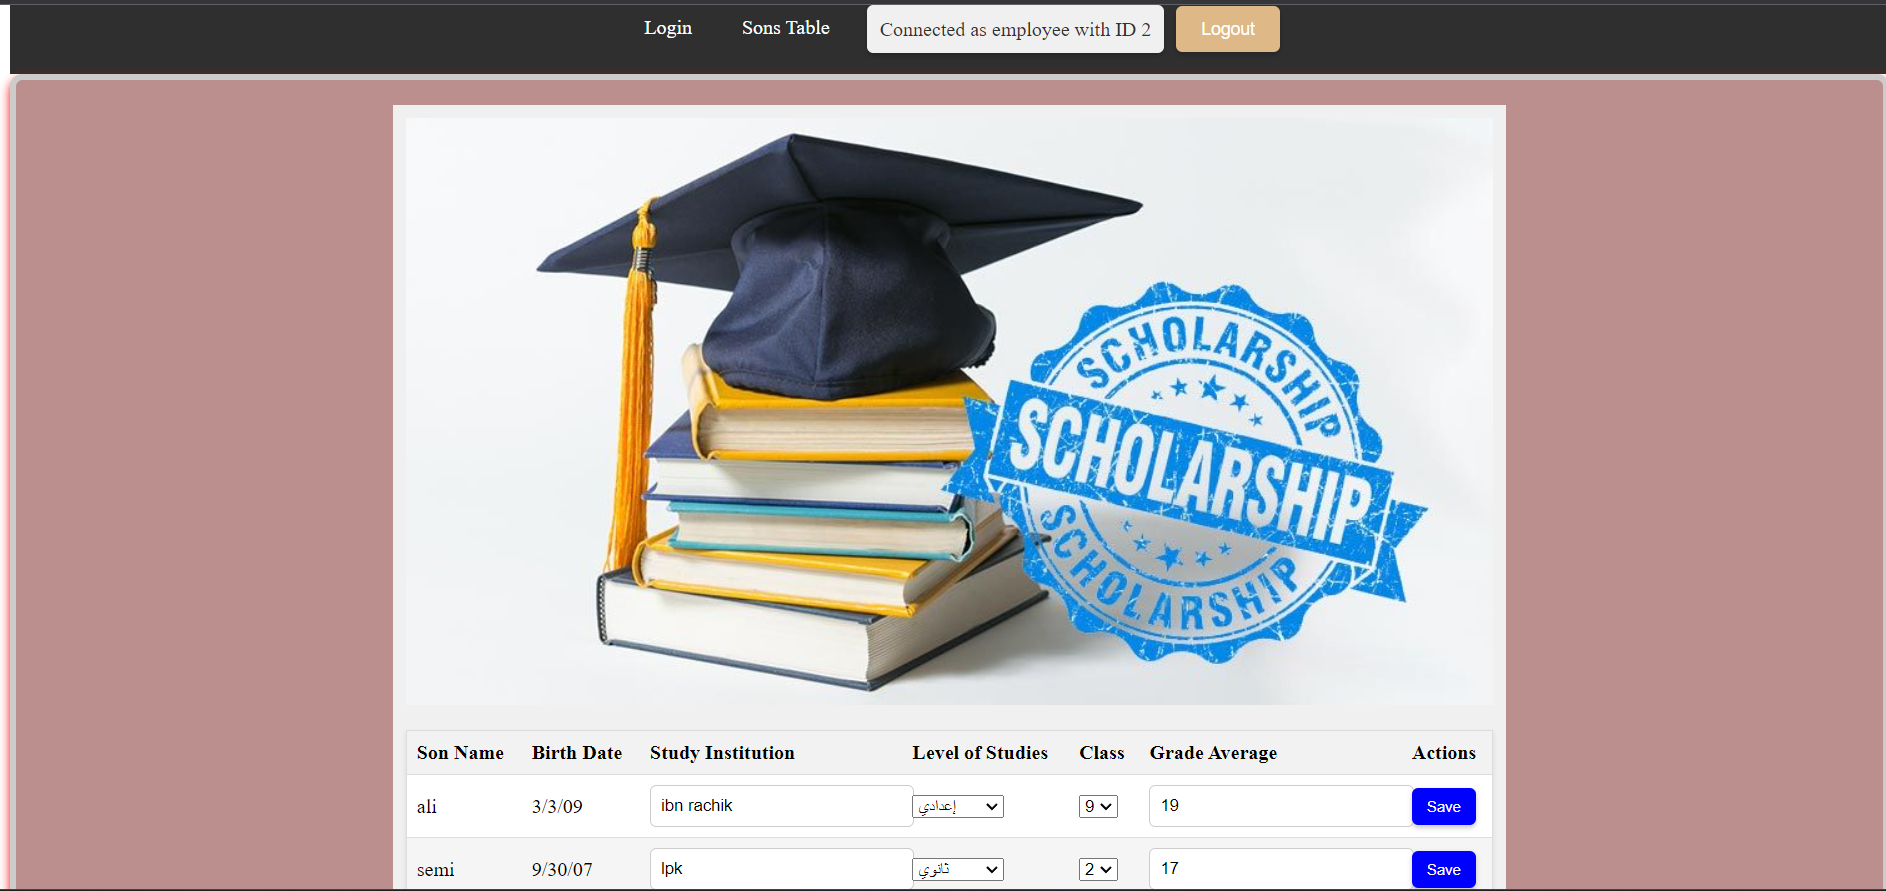 Login Sons Table Connected as employee with ID 2 Logout
SCHOLARSHIP
SCHOLARSHIP
SCHOLARSHIP
Son Name Birth Date Study Institution Level of Studies Class Grade Average Actions
ali 3/3/09 ibn rachik إعدادي 9 19 Save
semi 9/30/07 lpk ثانوي 2 17 Save